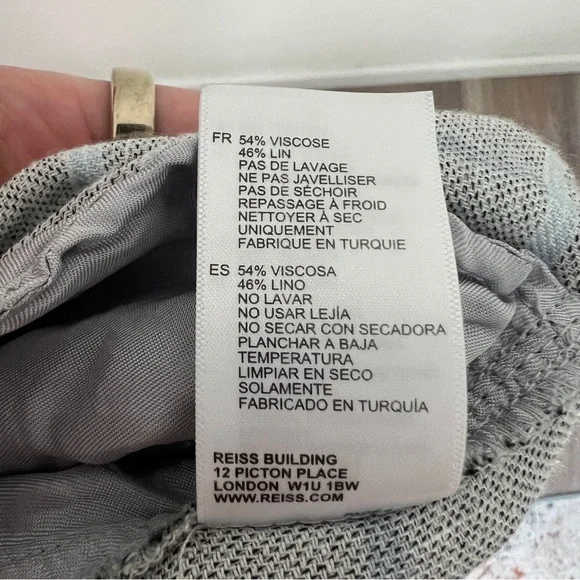 FR 54% VISCOSE
46% LIN
PAS DE LAVAGE
NE PAS JAVELLISER
PAS DE SÉCHOIR
REPASSAGE À FROID
NETTOYER À SEC
UNIQUEMENT
FABRIQUE EN TURQUIE
ES 54% VISCOSA
46% LINO
NO LAVAR
NO USAR LEJÍA
NO SECAR CON SECADORA
PLANCHAR A BAJA
TEMPERATURA
LIMPIAR EN SECO
SOLAMENTE
FABRICADO EN TURQUÍA
REISS BUILDING
12 PICTON PLACE
LONDON W1U 1BW
WWW.REISS.COM